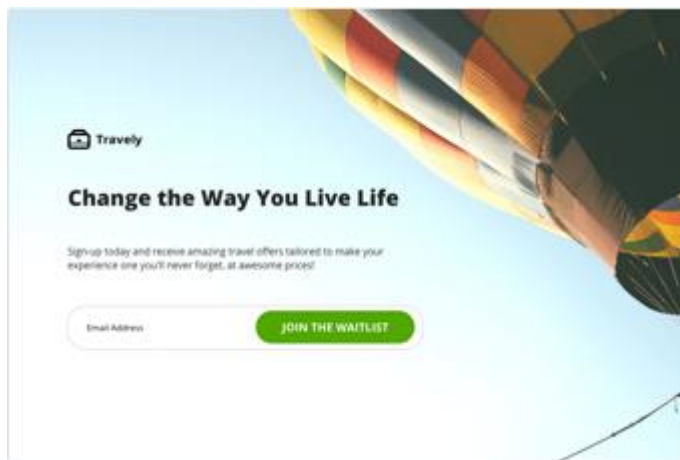 Travely
Change the Way You Live Life
Sign-up today and receive amazing travel offers tailored to make your
experience one you'll never forget, at awesome prices!
Email Address
JOIN THE WAITLIST